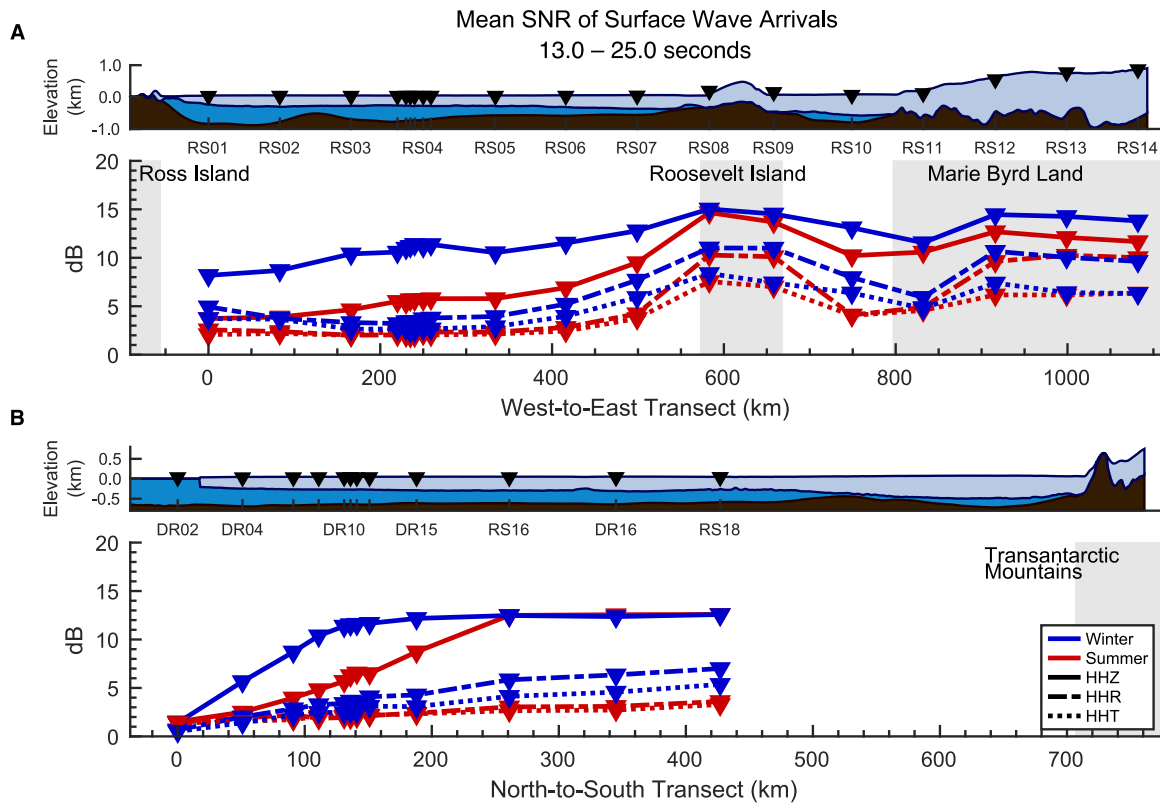 Mean SNR of Surface Wave Arrivals
13.0 – 25.0 seconds
A
Elevation
(km)
1.0
0.0
-1.0
RS01 RS02 RS03 RS04 RS05 RS06 RS07 RS08 RS09 RS10 RS11 RS12 RS13 RS14
Ross Island Roosevelt Island Marie Byrd Land
dB
20
15
10
5
0
0 200 400 600 800 1000
West-to-East Transect (km)
B
Elevation
(km)
0.5
0.0
-0.5
DR02 DR04 DR10 DR15 RS16 DR16 RS18
Transantarctic
Mountains
dB
20
15
10
5
0
Winter
Summer
HHZ
HHR
HHT
0 100 200 300 400 500 600 700
North-to-South Transect (km)